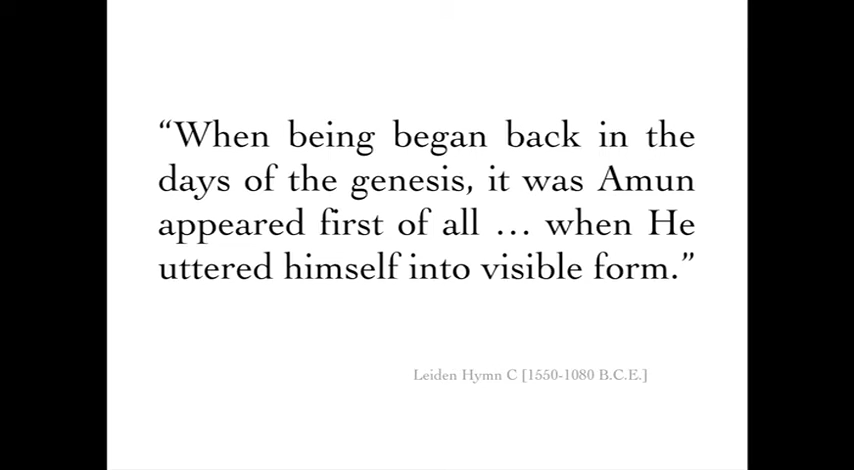 “When being began back in the
days of the genesis, it was Amun
appeared first of all … when He
uttered himself into visible form.”
Leiden Hymn C [1550-1080 B.C.E.]